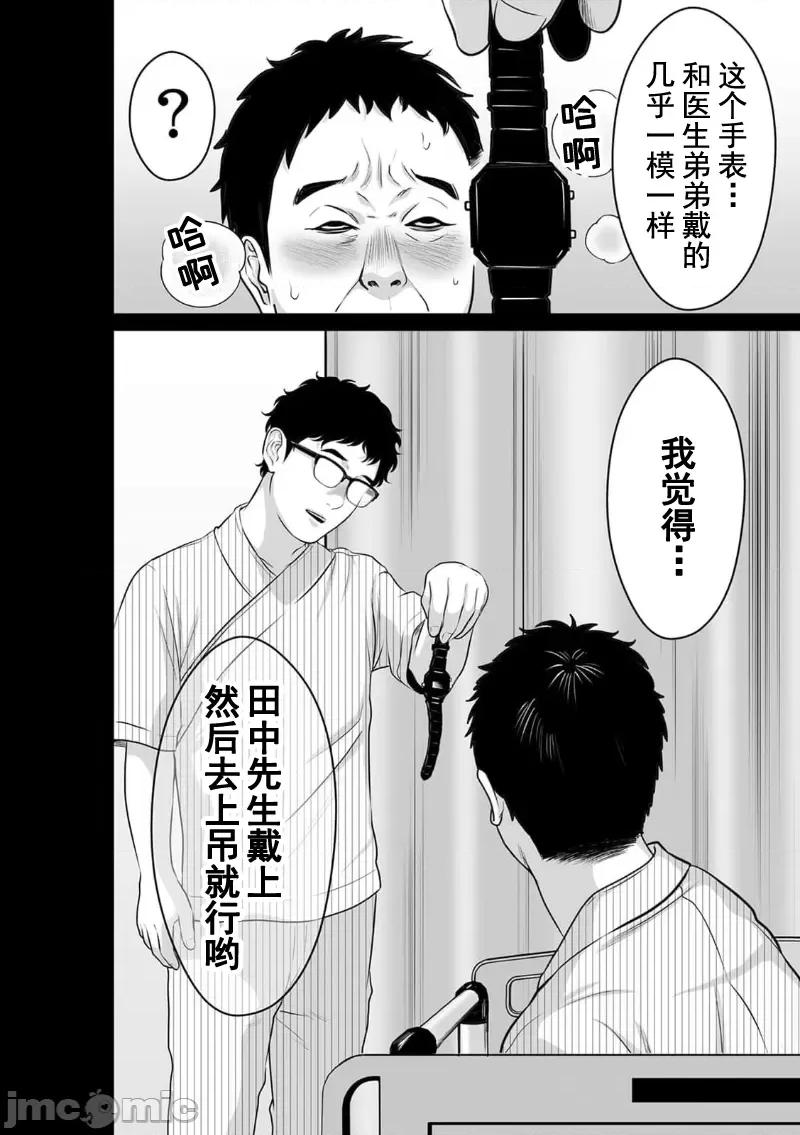 这个手表…
和医生弟弟戴的
几乎一模一样
哈啊
？
哈啊
我觉得…
田中先生戴上
然后去上吊就行哟
jmcomic